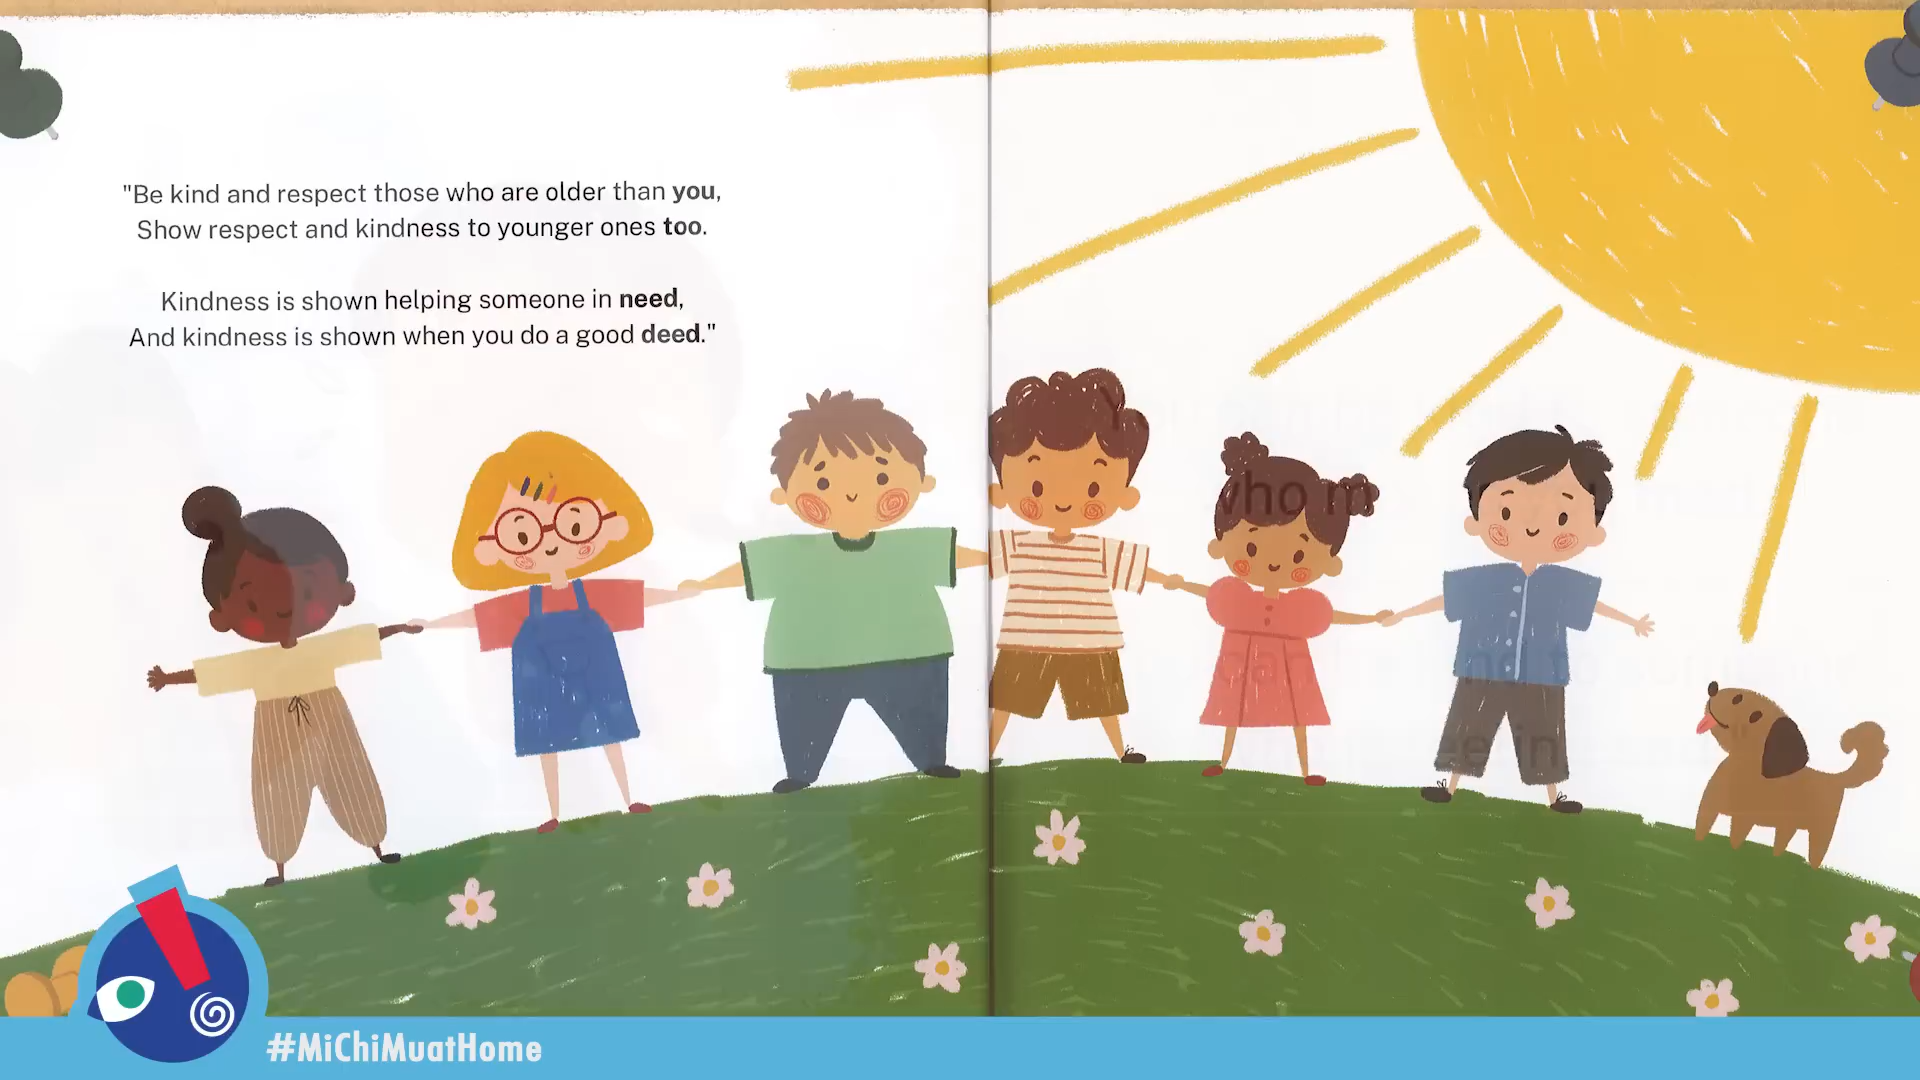 "Be kind and respect those who are older than you,
Show respect and kindness to younger ones too.
Kindness is shown helping someone in need,
And kindness is shown when you do a good deed."
who m
#MiChiMuatHome